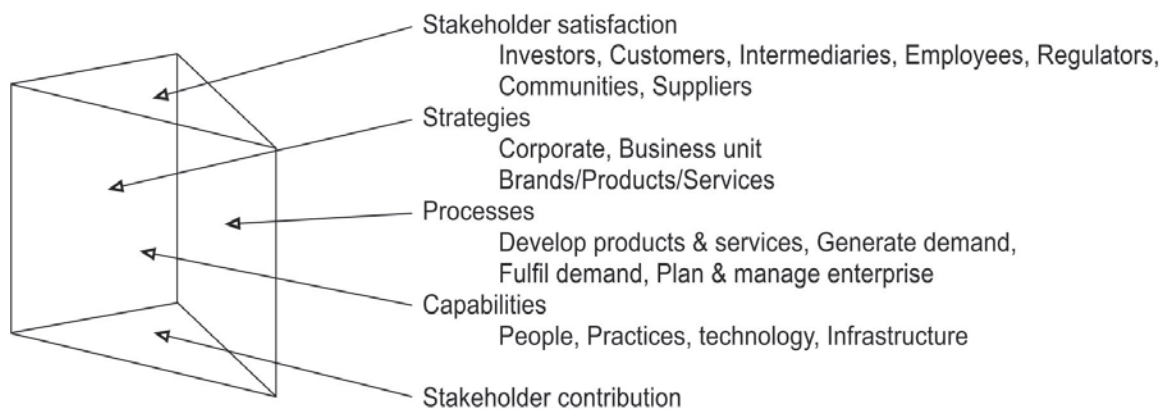 Stakeholder satisfaction
Investors, Customers, Intermediaries, Employees, Regulators,
Communities, Suppliers
Strategies
Corporate, Business unit
Brands/Products/Services
Processes
Develop products & services, Generate demand,
Fulfil demand, Plan & manage enterprise
Capabilities
People, Practices, technology, Infrastructure
Stakeholder contribution